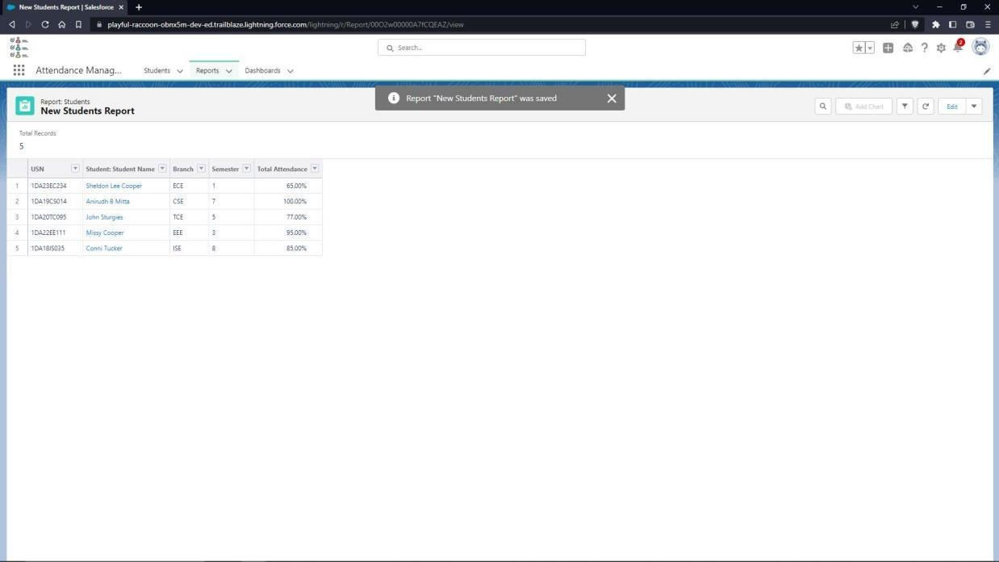 New Students Report | Salesforce
playful-raccoon-obnx5m-dev-ed.trailblaze.lightning.force.com/lightning/r/Report/00O2w00000A7fCQEAZ/view
Search...
2
Attendance Manag... Students Reports Dashboards
Report: Students
New Students Report
Report "New Students Report" was saved
Add Chart
Edit
Total Records
5
USN Student: Student Name Branch Semester Total Attendance
1 1DA23EC234 Sheldon Lee Cooper ECE 1 65.00%
2 1DA19CS014 Anirudh B Mitta CSE 7 100.00%
3 1DA20TC095 John Sturgies TCE 5 77.00%
4 1DA22EE111 Missy Cooper EEE 3 95.00%
5 1DA18IS035 Conni Tucker ISE 8 85.00%